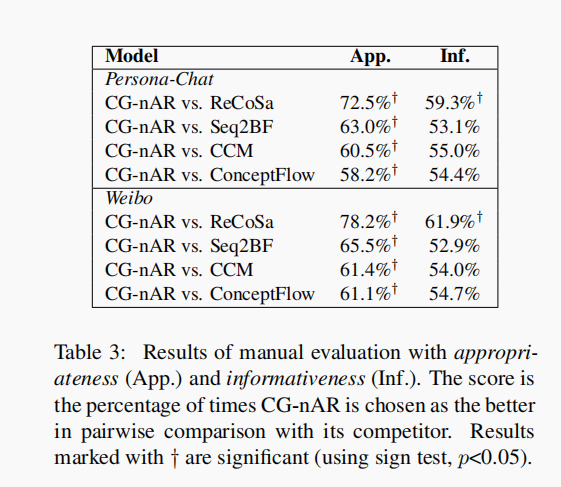 Model App. Inf.
Persona-Chat
CG-nAR vs. ReCoSa 72.5%† 59.3%†
CG-nAR vs. Seq2BF 63.0%† 53.1%
CG-nAR vs. CCM 60.5%† 55.0%
CG-nAR vs. ConceptFlow 58.2%† 54.4%
Weibo
CG-nAR vs. ReCoSa 78.2%† 61.9%†
CG-nAR vs. Seq2BF 65.5%† 52.9%
CG-nAR vs. CCM 61.4%† 54.0%
CG-nAR vs. ConceptFlow 61.1%† 54.7%
Table 3: Results of manual evaluation with appropri-
ateness (App.) and informativeness (Inf.). The score is
the percentage of times CG-nAR is chosen as the better
in pairwise comparison with its competitor. Results
marked with † are significant (using sign test, p<0.05).